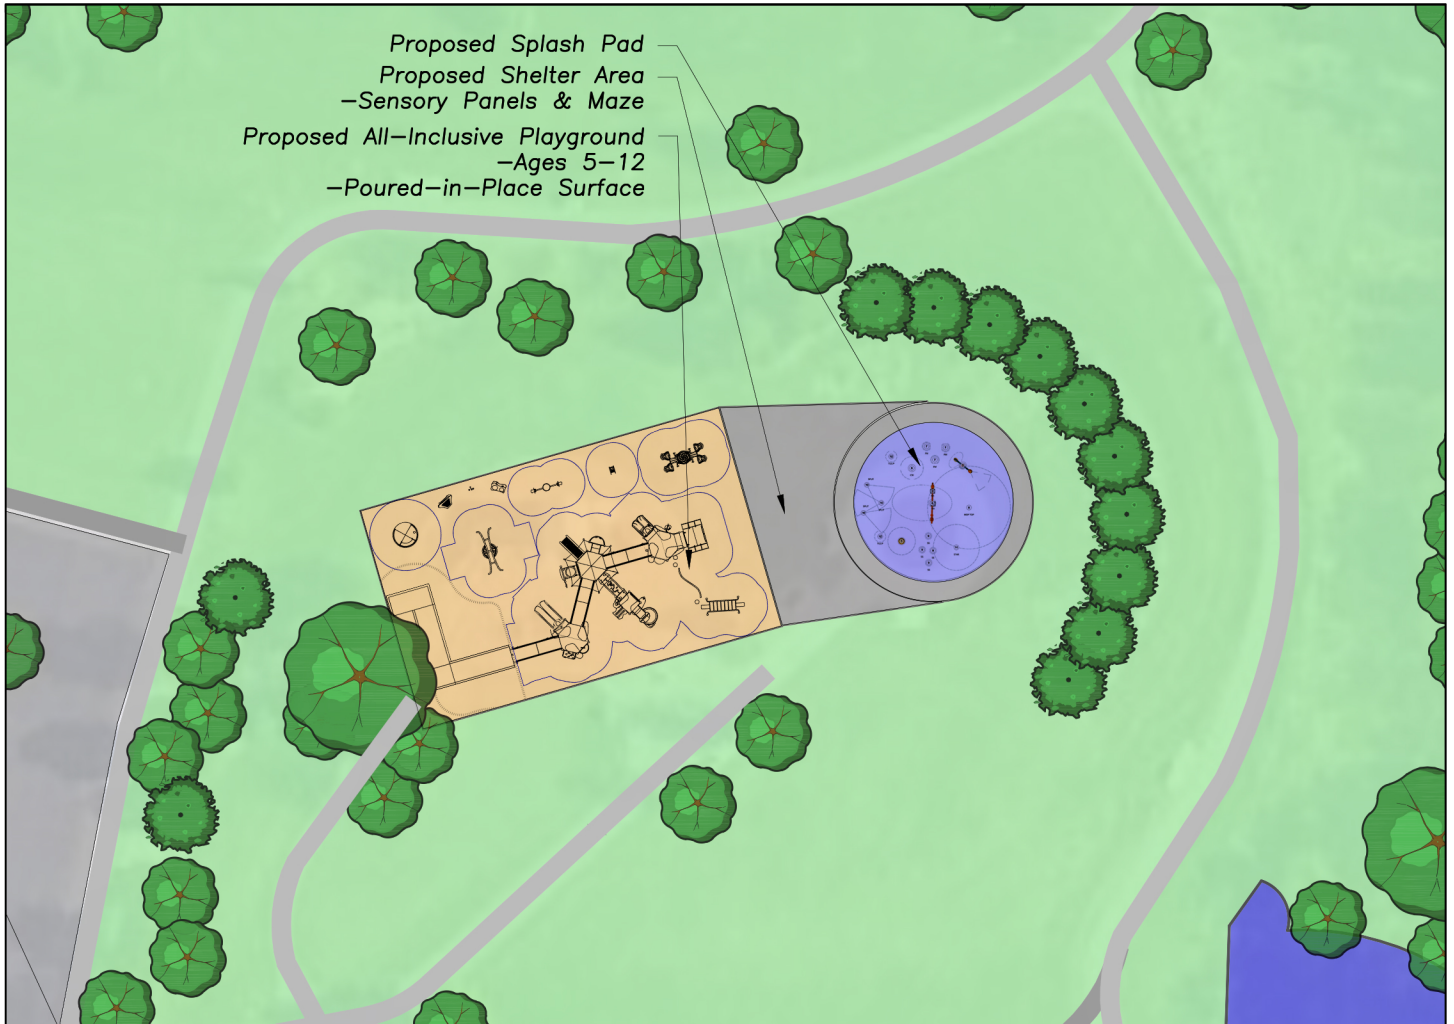 Proposed Splash Pad
Proposed Shelter Area
-Sensory Panels & Maze
Proposed All-Inclusive Playground
-Ages 5-12
-Poured-in-Place Surface